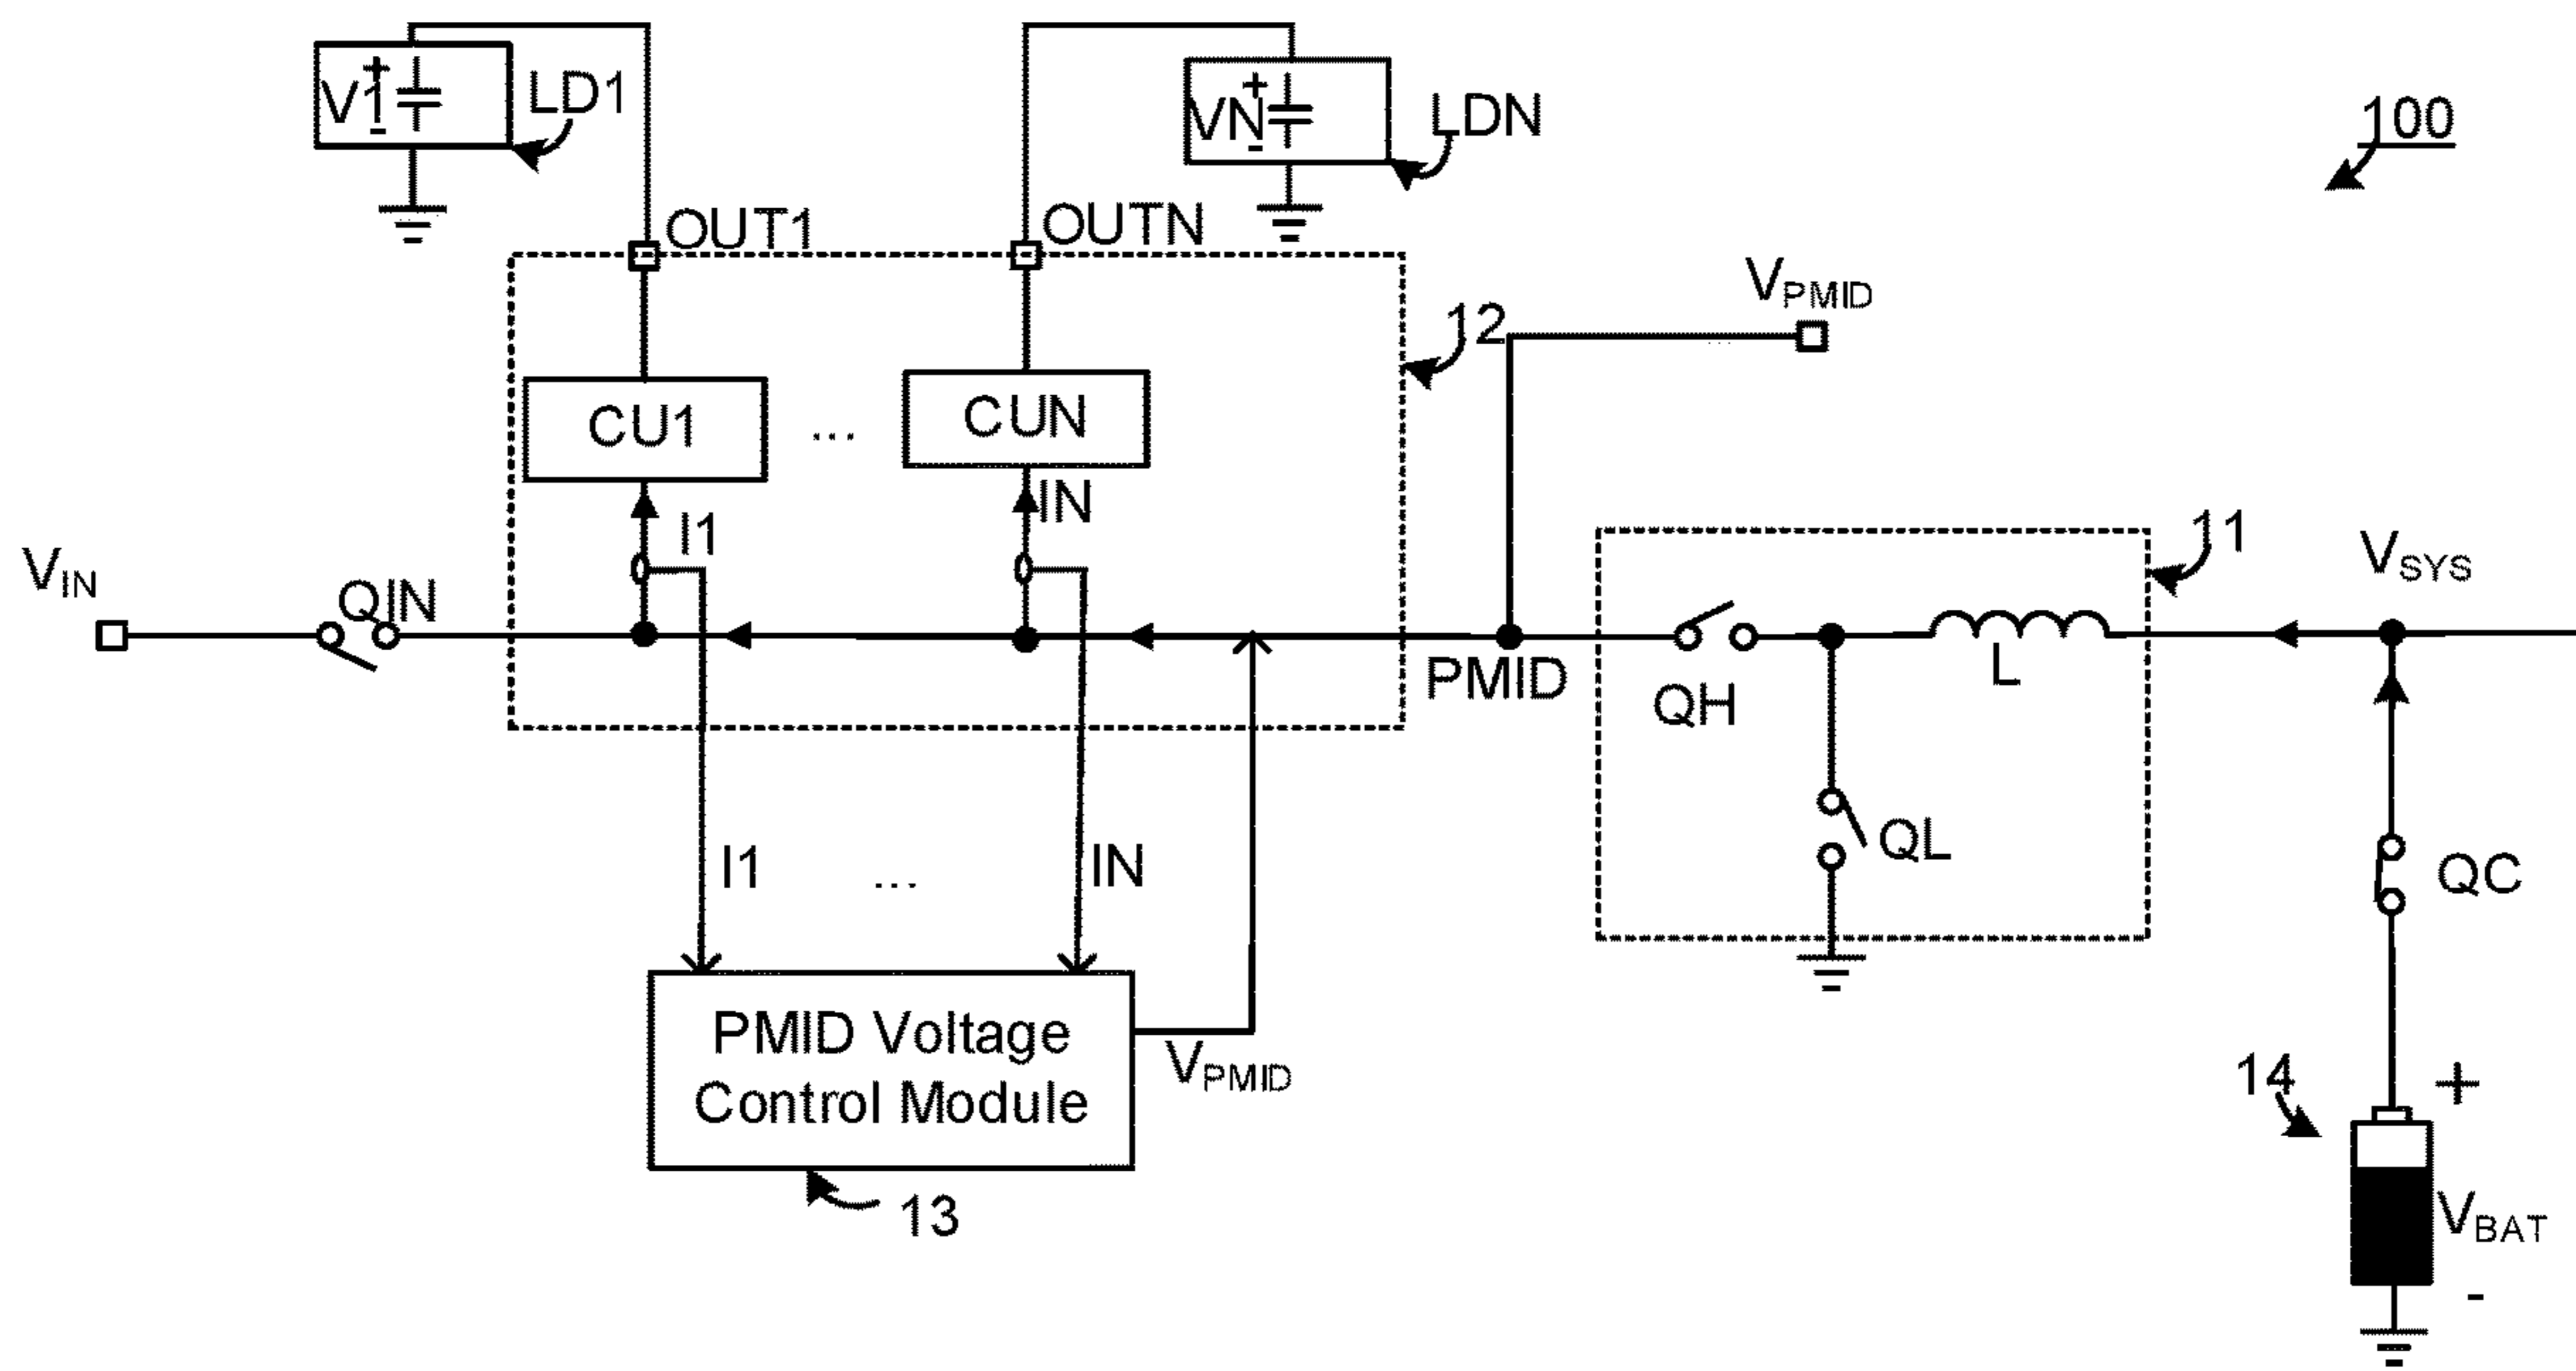 V1
+
-
LD1
VN
+
-
LDN
100
OUT1
OUTN
VPMID
12
CU1
...
CUN
I1
IN
11
VIN
QIN
VSYS
PMID
QH
L
QL
I1
...
IN
QC
PMID Voltage
Control Module
VPMID
13
14
+
VBAT
-